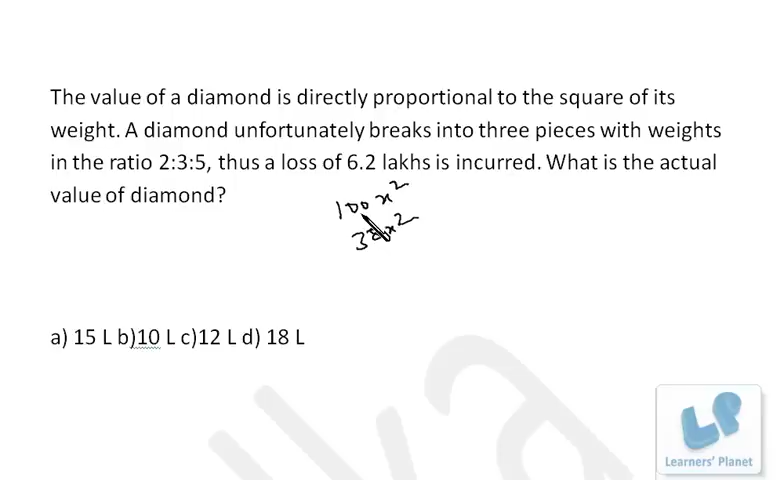 The value of a diamond is directly proportional to the square of its
weight. A diamond unfortunately breaks into three pieces with weights
in the ratio 2:3:5, thus a loss of 6.2 lakhs is incurred. What is the actual
value of diamond?
100x²
38x²
a) 15 L b)10 L c)12 L d) 18 L
LP
Learners' Planet